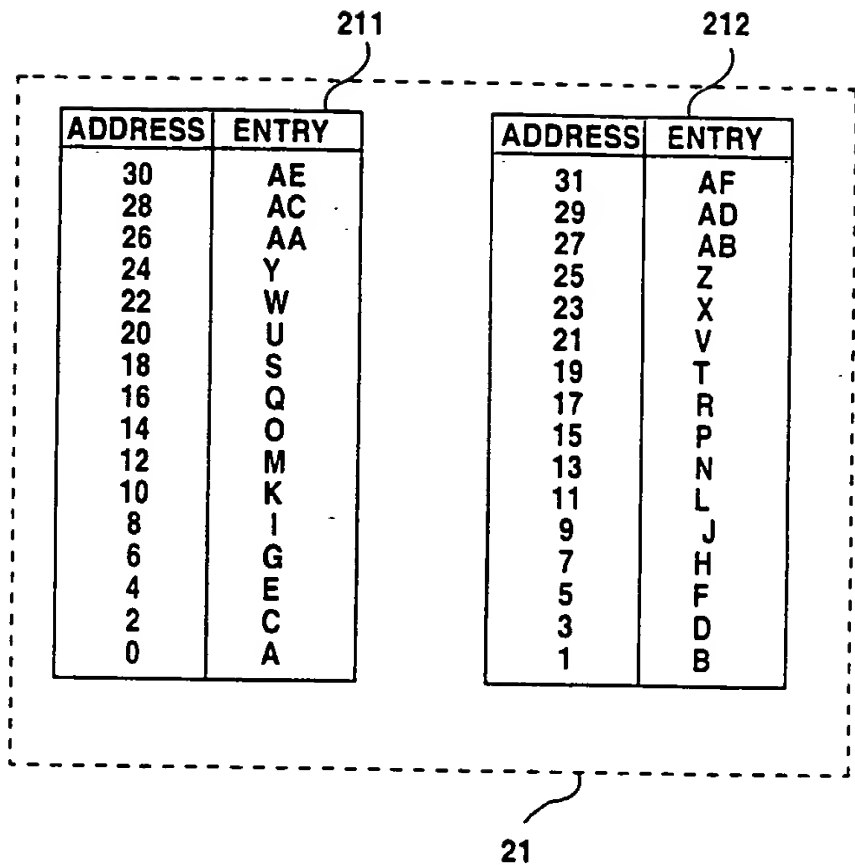 211
212
ADDRESS ENTRY
30 AE
28 AC
26 AA
24 Y
22 W
20 U
18 S
16 Q
14 O
12 M
10 K
8 I
6 G
4 E
2 C
0 A
ADDRESS ENTRY
31 AF
29 AD
27 AB
25 Z
23 X
21 V
19 T
17 R
15 P
13 N
11 L
9 J
7 H
5 F
3 D
1 B
21